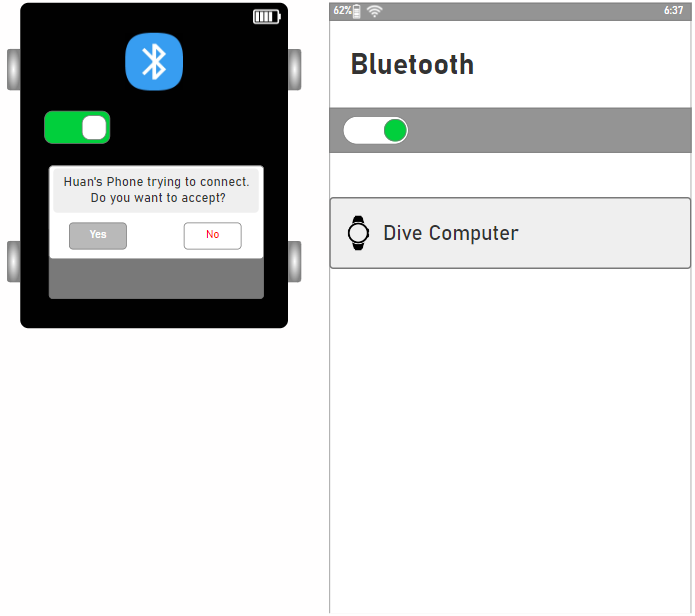 Huan's Phone trying to connect.
Do you want to accept?
Yes
No
62%
6:37
Bluetooth
Dive Computer